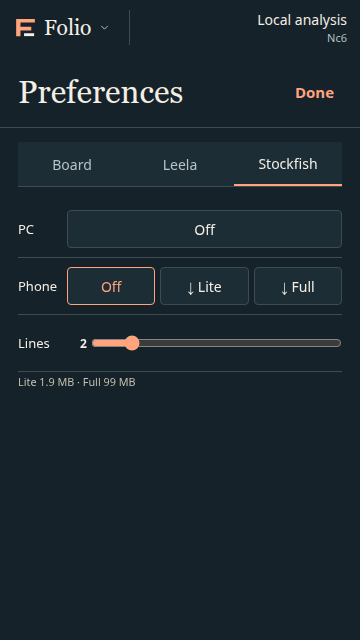 Folio
Local analysis
Nc6
Preferences
Done
Board
Leela
Stockfish
PC
Off
Phone
Off
↓ Lite
↓ Full
Lines
2
Lite 1.9 MB · Full 99 MB